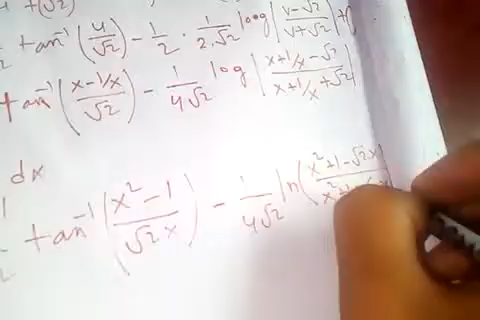 tan⁻¹(u/√2) - 1/2 · 1/2·√2 log|v-√2/v+√2| +
tan⁻¹(x-1/x/√2) - 1/4√2 log|x+1/x-√2/x+1/x+√2|
dx
tan⁻¹(x²-1/√2x) - 1/4√2 ln(x²+1-√2x